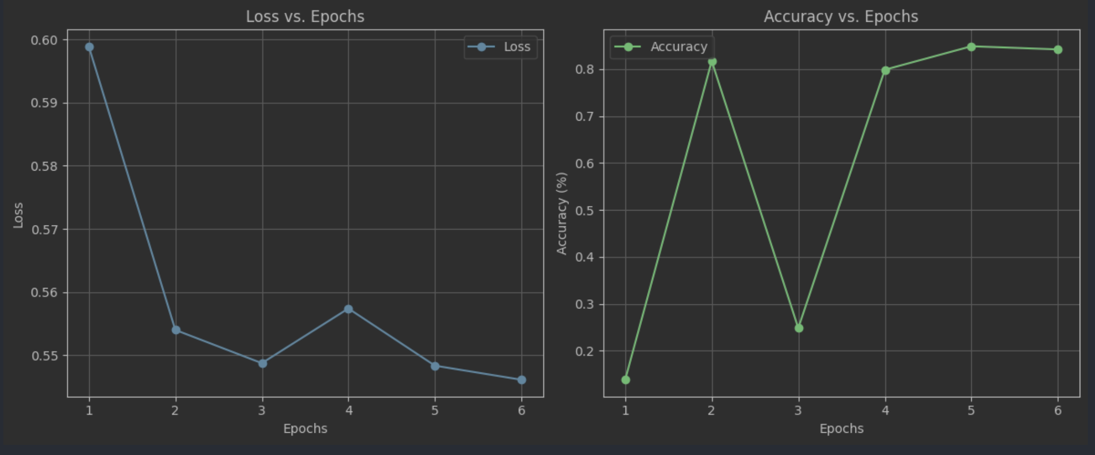 Loss vs. Epochs
Loss
0.60
0.59
0.58
0.57
0.56
0.55
Loss
1 2 3 4 5 6
Epochs
Accuracy vs. Epochs
Accuracy
0.8
0.7
0.6
0.5
0.4
0.3
0.2
Accuracy (%)
1 2 3 4 5 6
Epochs